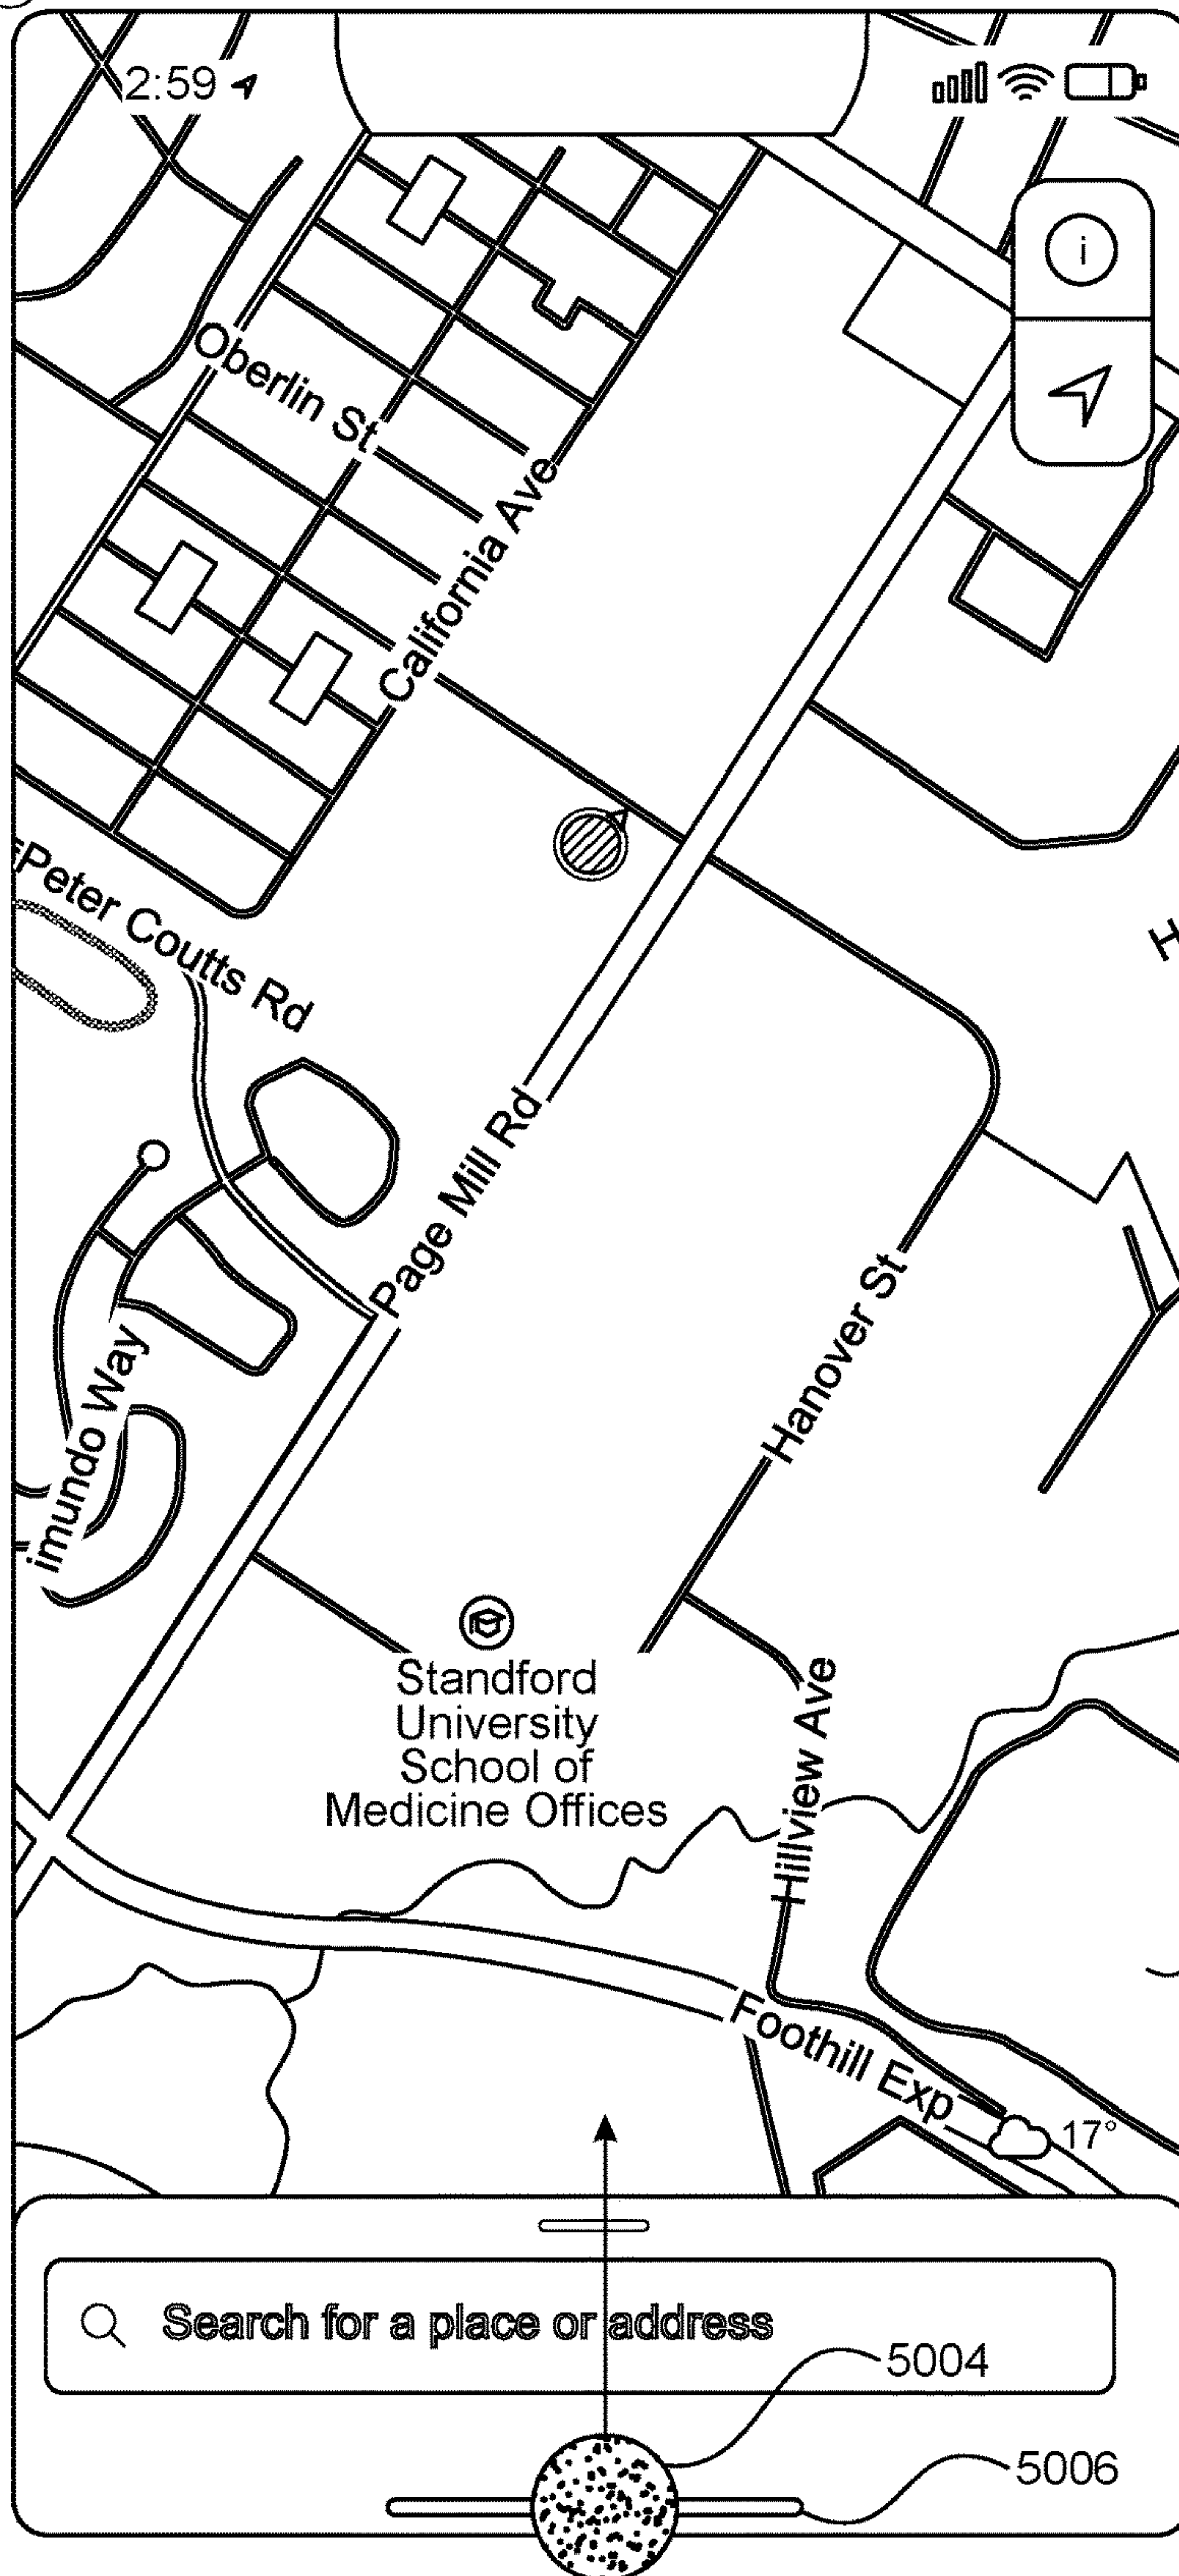 2:59
i
Oberlin St
California Ave
Peter Coutts Rd
H
Page Mill Rd
Hanover St
imundo Way
Standford
University
School of
Medicine Offices
Hillview Ave
Foothill Exp
17°
Search for a place or address
5004
5006